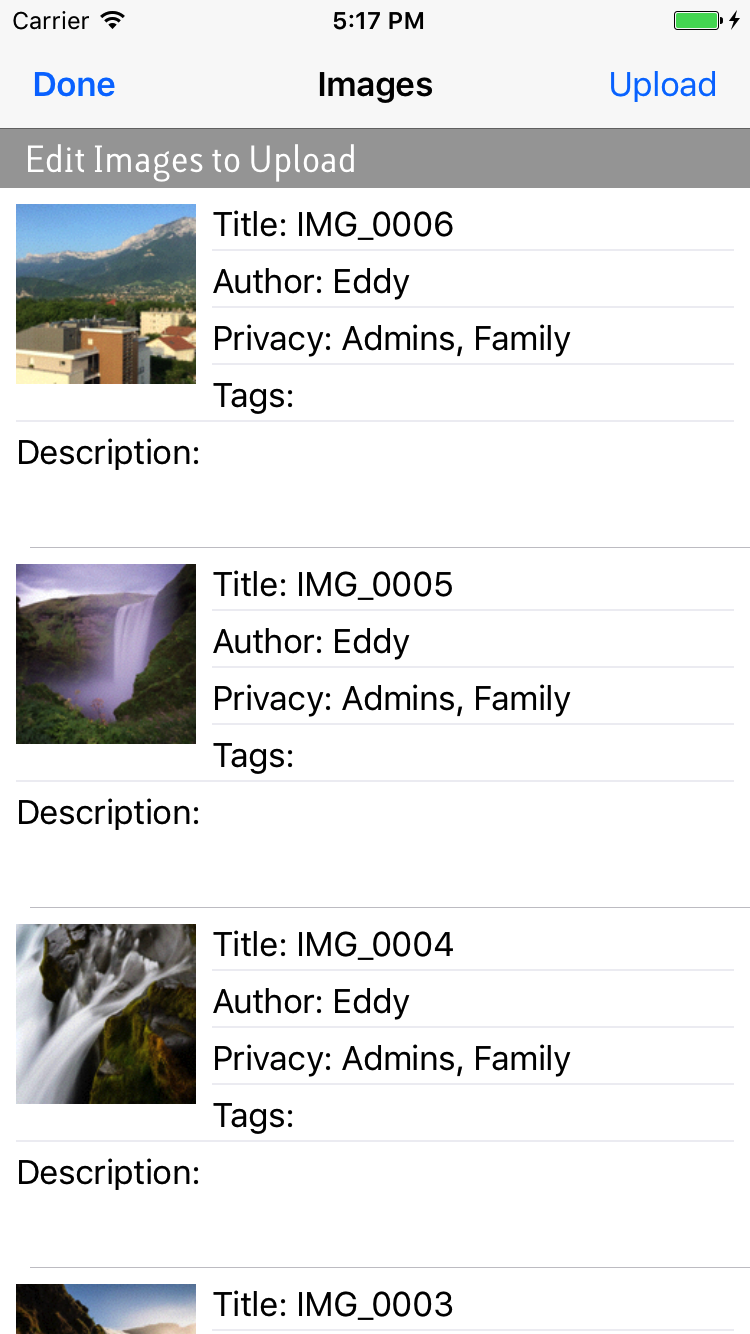 Carrier 5:17 PM
Done Images Upload
Edit Images to Upload
Title: IMG_0006
Author: Eddy
Privacy: Admins, Family
Tags:
Description:
Title: IMG_0005
Author: Eddy
Privacy: Admins, Family
Tags:
Description:
Title: IMG_0004
Author: Eddy
Privacy: Admins, Family
Tags:
Description:
Title: IMG_0003